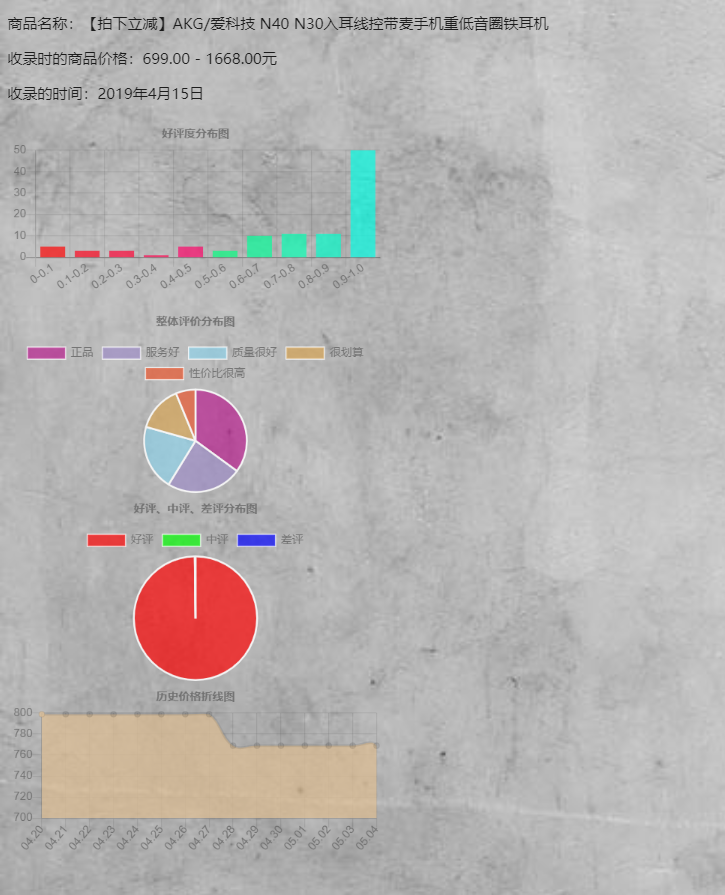 商品名称：【拍下立减】AKG/爱科技 N40 N30入耳线控带麦手机重低音圈铁耳机
收录时的商品价格：699.00 - 1668.00元
收录的时间：2019年4月15日
好评度分布图
50
40
30
20
10
0
0-0.1 0.1-0.2 0.2-0.3 0.3-0.4 0.4-0.5 0.5-0.6 0.6-0.7 0.7-0.8 0.8-0.9 0.9-1.0
整体评价分布图
正品 服务好 质量很好 很划算
性价比很高
好评、中评、差评分布图
好评 中评 差评
历史价格折线图
800
780
760
740
720
700
04.20 04.21 04.22 04.23 04.24 04.25 04.26 04.27 04.28 04.29 04.30 05.01 05.02 05.03 05.04